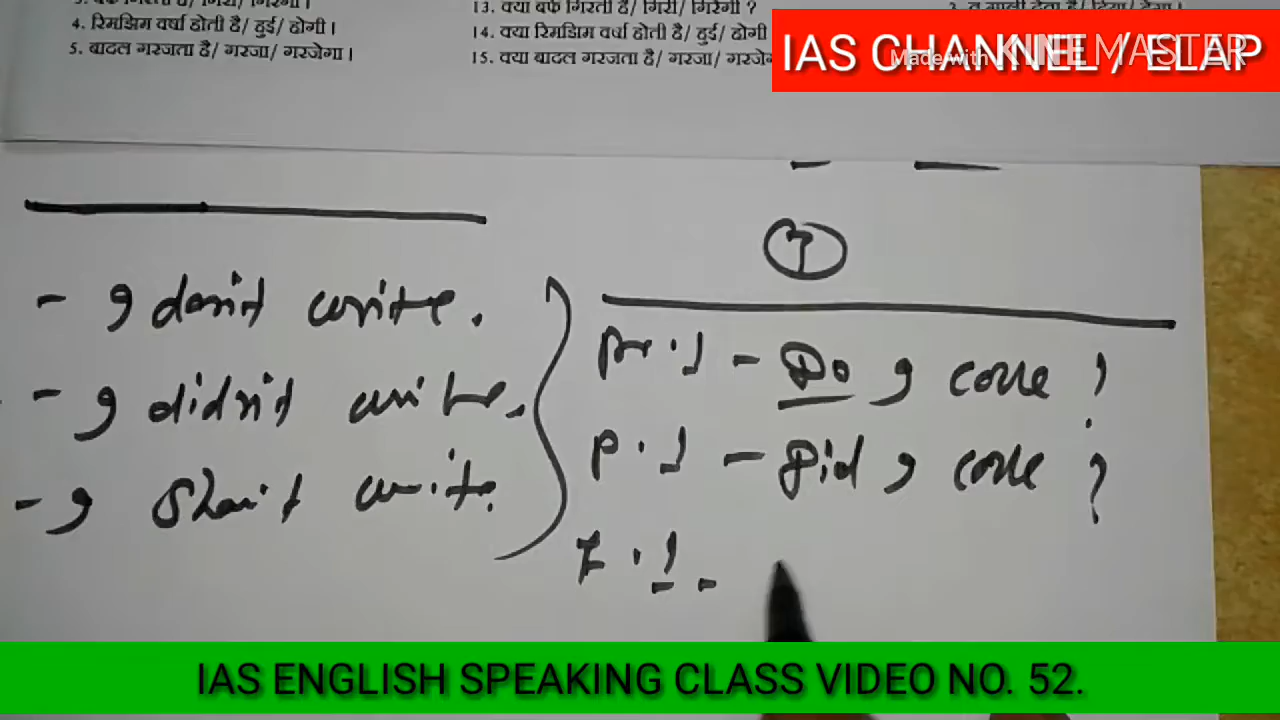 4. रिमझिम वर्षा होती है/ हुई/ होगी ।
5. बादल गरजता है/ गरजा/ गरजेगा ।
13. क्या बर्फ गिरती है/ गिरी/ गिरेगी ?
14. क्या रिमझिम वर्षा होती है/ हुई/ होगी
15. क्या बादल गरजता है/ गरजा/
IAS CHANNEL / ELAP
Made with KINEMASTER
- I don't write.
- I didn't write.
- I shan't write.
?
Pr. I - Do I come ?
P. I - Did I come ?
F. I. -
IAS ENGLISH SPEAKING CLASS VIDEO NO. 52.